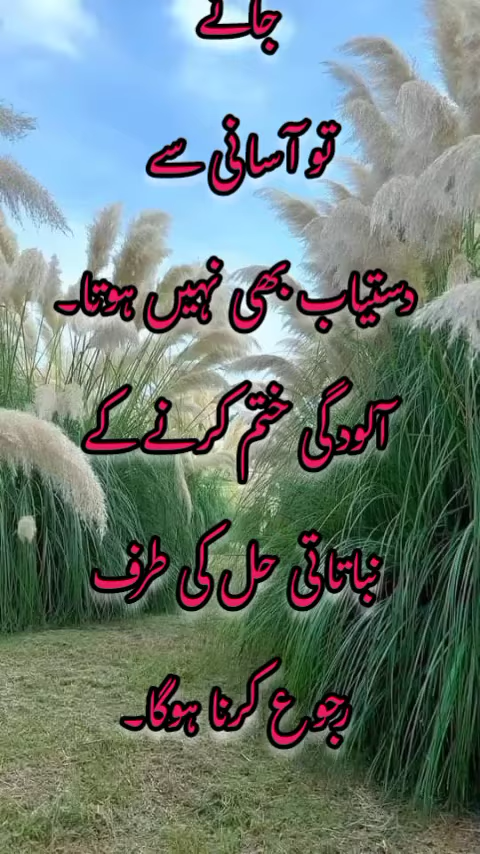 جائے
تو آسانی سے
دستیاب بھی نہیں ہوتا۔
آلودگی ختم کرنے کے
نباتاتی حل کی طرف
رجوع کرنا ہوگا۔